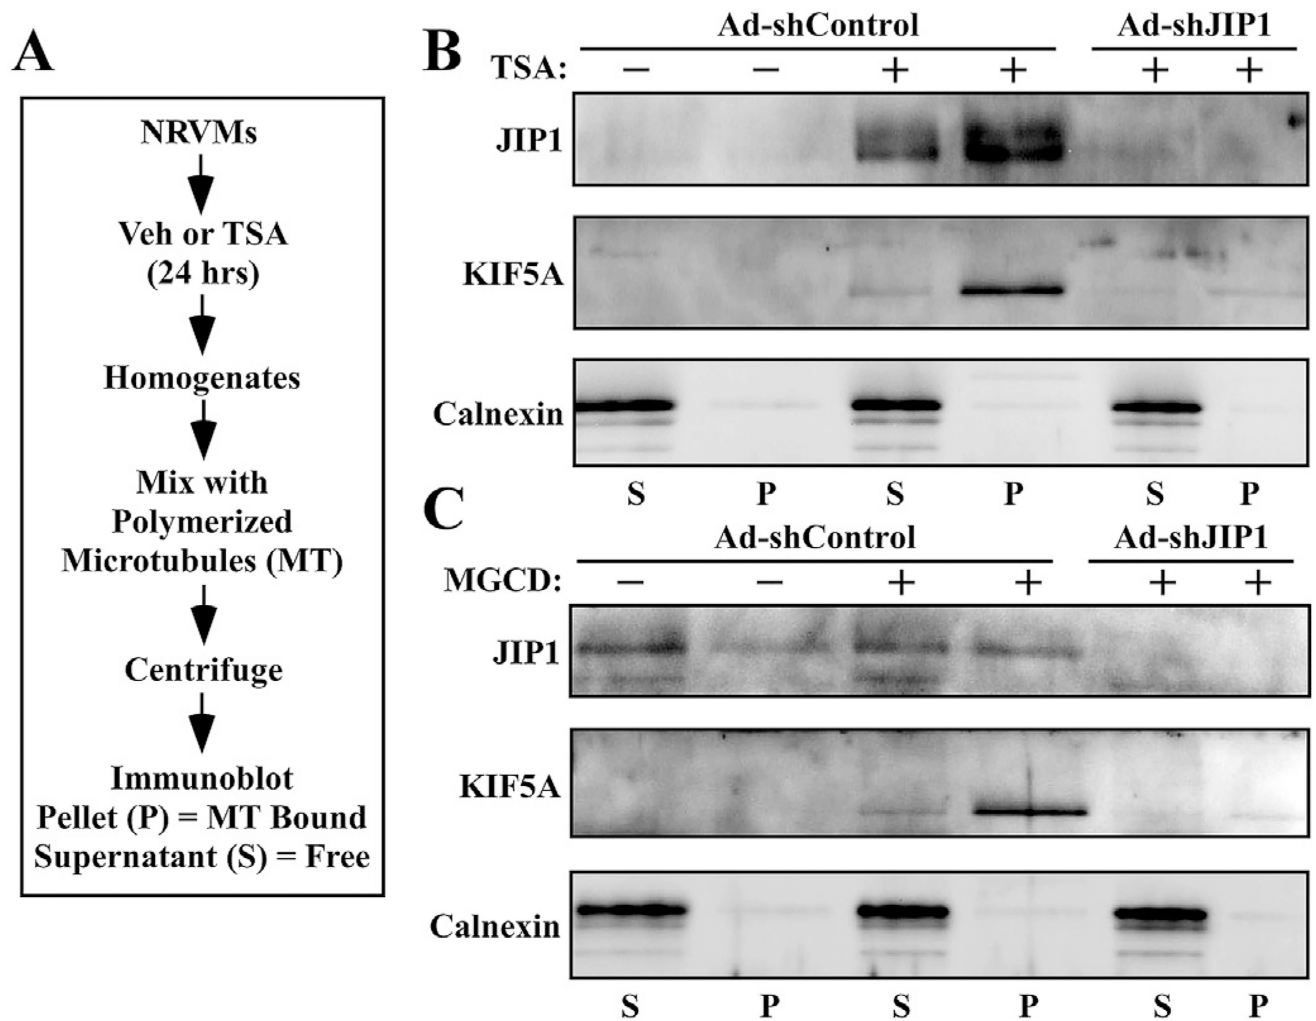 A
NRVMs
Veh or TSA
(24 hrs)
Homogenates
Mix with
Polymerized
Microtubules (MT)
Centrifuge
Immunoblot
Pellet (P) = MT Bound
Supernatant (S) = Free
B
Ad-shControl Ad-shJIP1
TSA: − − + + + +
JIP1
KIF5A
Calnexin
S P S P S P
C
Ad-shControl Ad-shJIP1
MGCD: − − + + + +
JIP1
KIF5A
Calnexin
S P S P S P